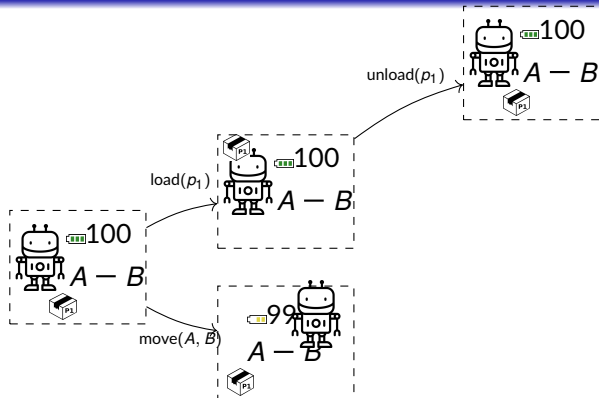 100
A − B
unload(p₁)
P1
100
A − B
load(p₁)
P1
100
A − B
P1
99
A − B
move(A, B)
P1